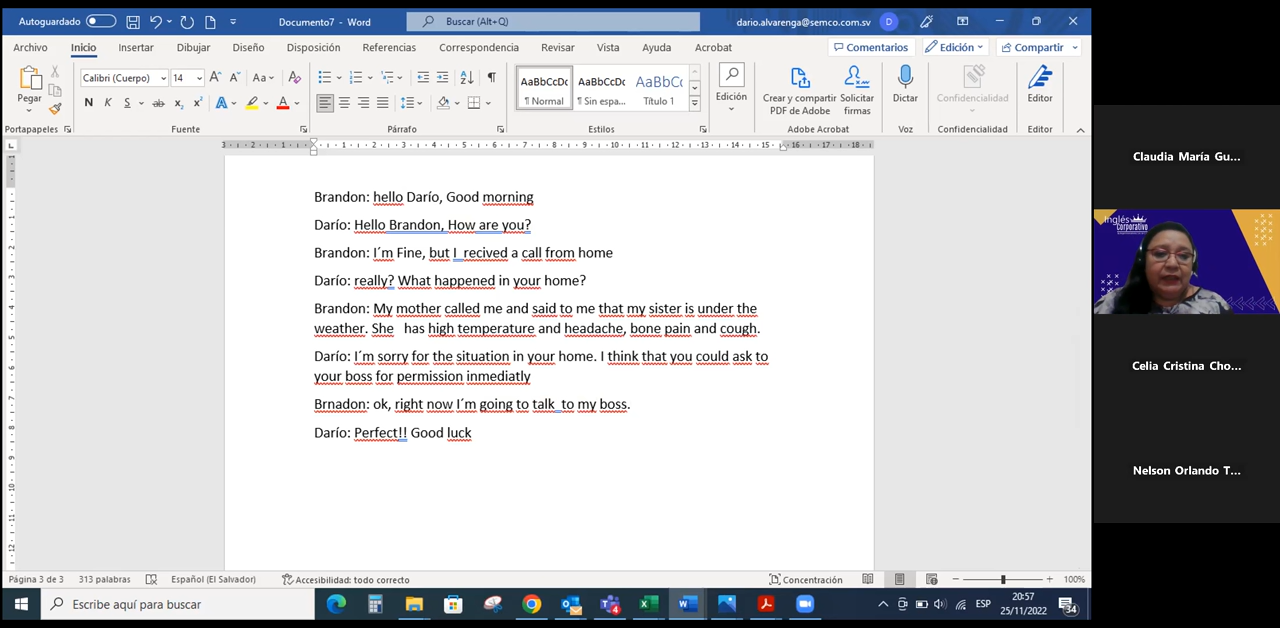 Autoguardado
Documento7 - Word
Buscar (Alt+Q)
dario.alvarenga@semco.com.sv
D
Archivo Inicio Insertar Dibujar Diseño Disposición Referencias Correspondencia Revisar Vista Ayuda Acrobat
Comentarios Edición Compartir
Pegar
Calibri (Cuerpo) 14
AaBbCcDc AaBbCcDc AaBbCc
¶ Normal ¶ Sin espa... Título 1
Edición
Crear y compartir PDF de Adobe
Solicitar firmas
Dictar
Confidencialidad
Editor
Portapapeles Fuente Párrafo Estilos Adobe Acrobat Voz Confidencialidad Editor
Brandon: hello Darío, Good morning
Darío: Hello Brandon, How are you?
Brandon: I´m Fine, but I recived a call from home
Darío: really? What happened in your home?
Brandon: My mother called me and said to me that my sister is under the
weather. She has high temperature and headache, bone pain and cough.
Darío: I´m sorry for the situation in your home. I think that you could ask to
your boss for permission inmediatly
Brnadon: ok, right now I´m going to talk to my boss.
Darío: Perfect!! Good luck
Página 3 de 3 313 palabras Español (El Salvador) Accesibilidad: todo correcto Concentración 100%
Escribe aquí para buscar
ESP
20:57
25/11/2022
34
Claudia María Gu...
Inglés
Corporativo
Celia Cristina Cho...
Nelson Orlando T...